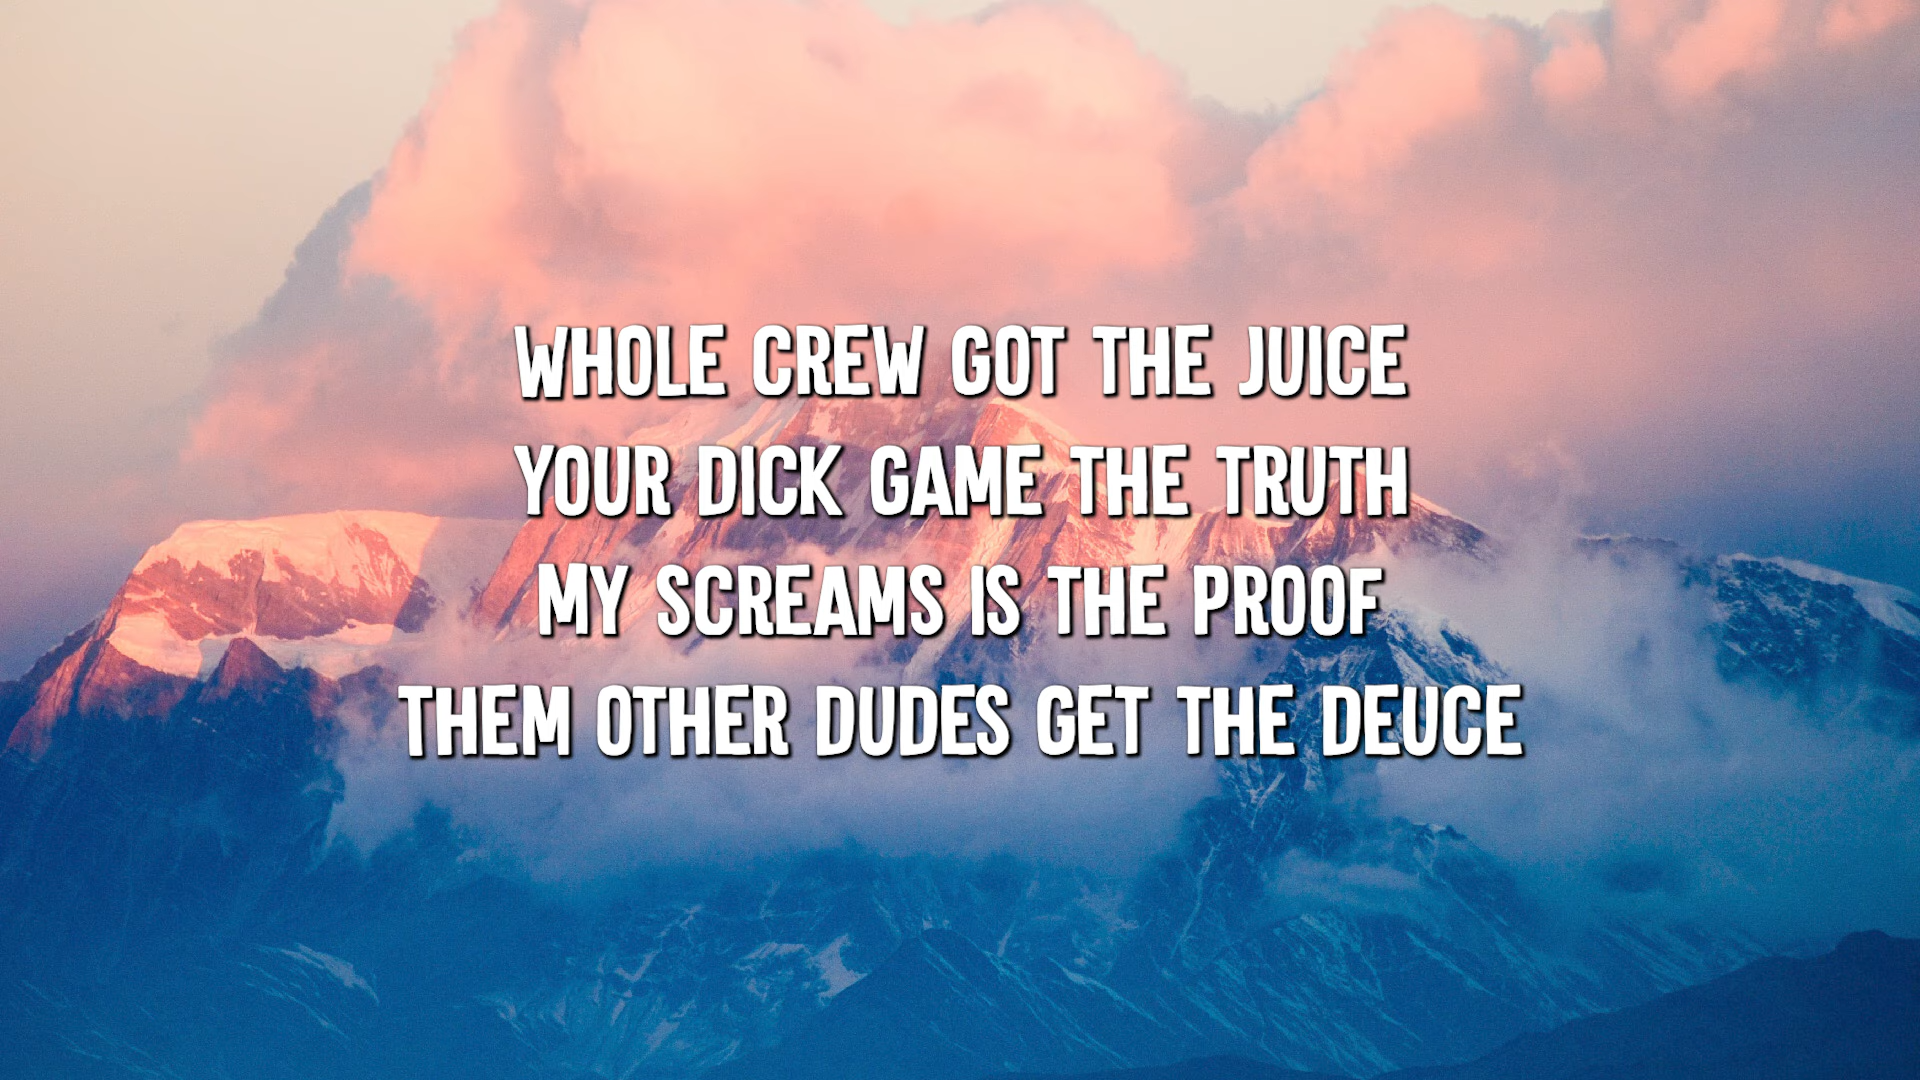 WHOLE CREW GOT THE JUICE
YOUR DICK GAME THE TRUTH
MY SCREAMS IS THE PROOF
THEM OTHER DUDES GET THE DEUCE